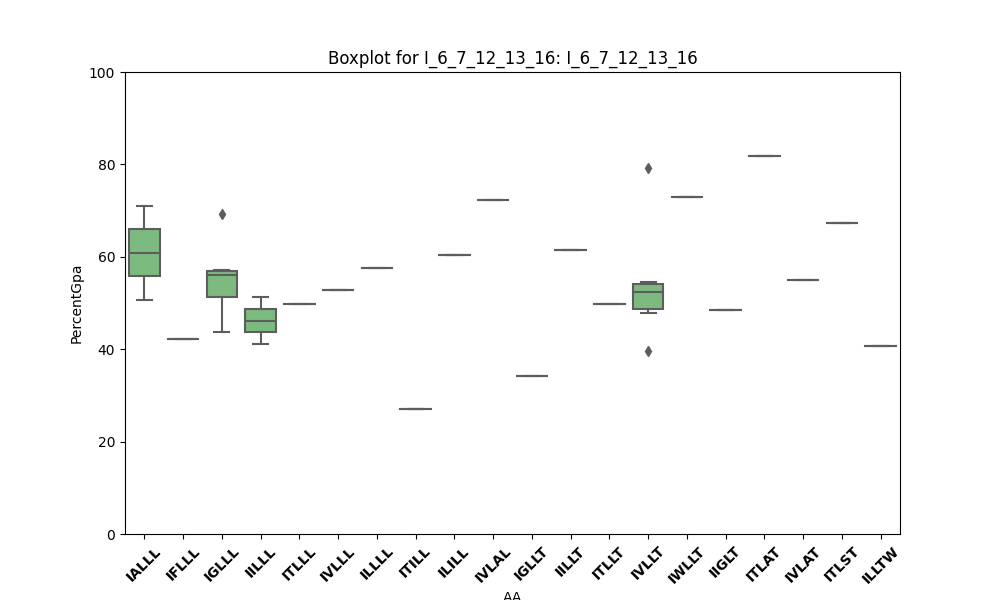 Boxplot for I_6_7_12_13_16: I_6_7_12_13_16
100
80
60
40
20
0
PercentGpa
IALLL IFLLL IGLLL IILLL ITLLL IVLLL ILLLL ITILL ILILL IVLAL IGLLT IILLT ITLLT IVLLT IWLLT IIGLT ITLAT IVLAT ITLST ILLTW
AA